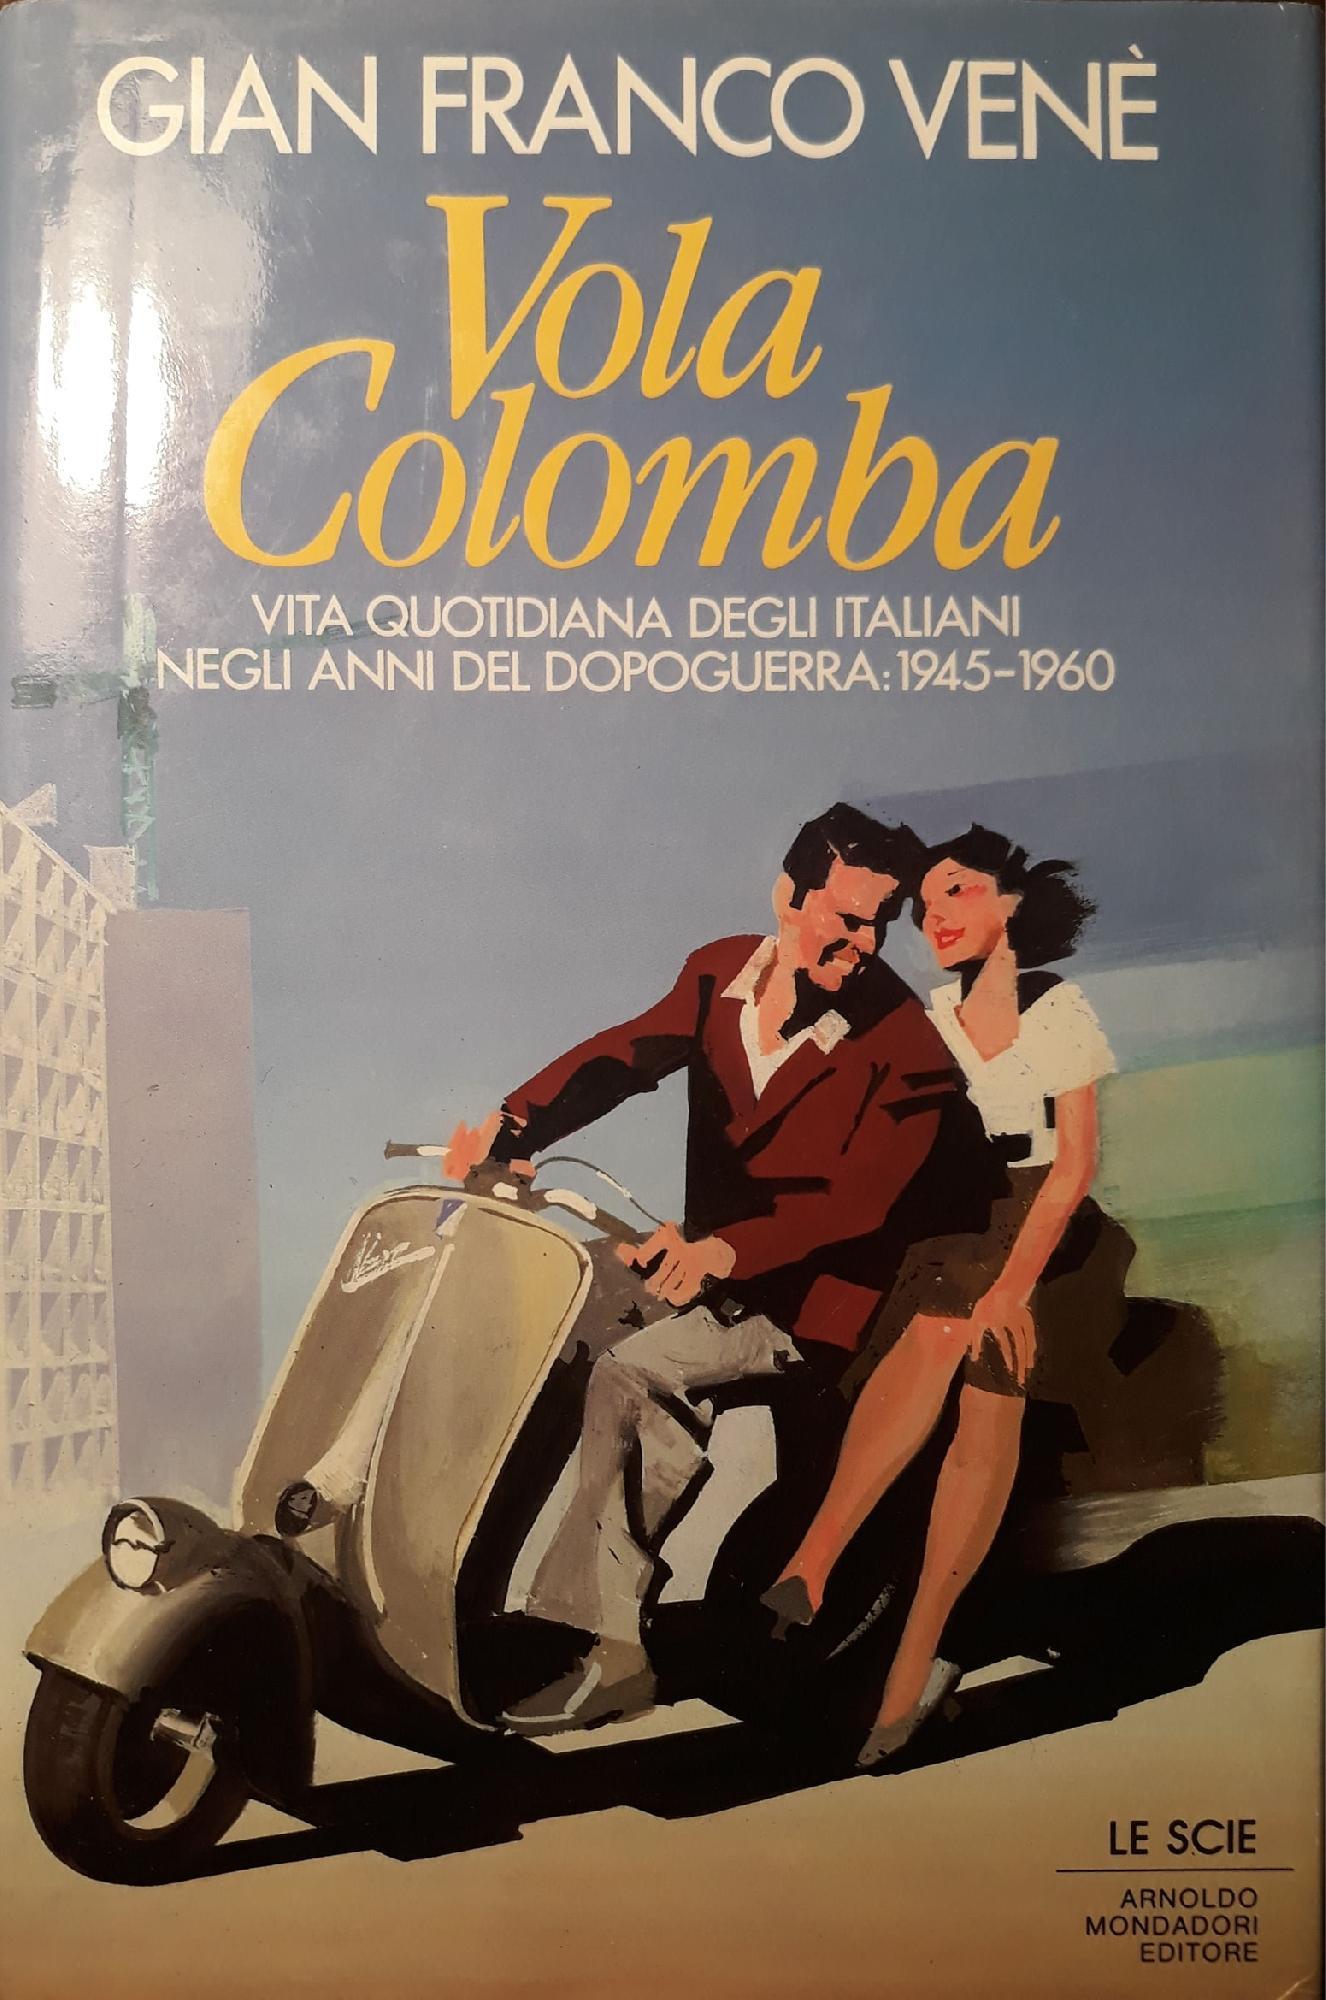 GIAN FRANCO VENÈ
Vola
Colomba
VITA QUOTIDIANA DEGLI ITALIANI
NEGLI ANNI DEL DOPOGUERRA: 1945-1960
LE SCIE
ARNOLDO
MONDADORI
EDITORE